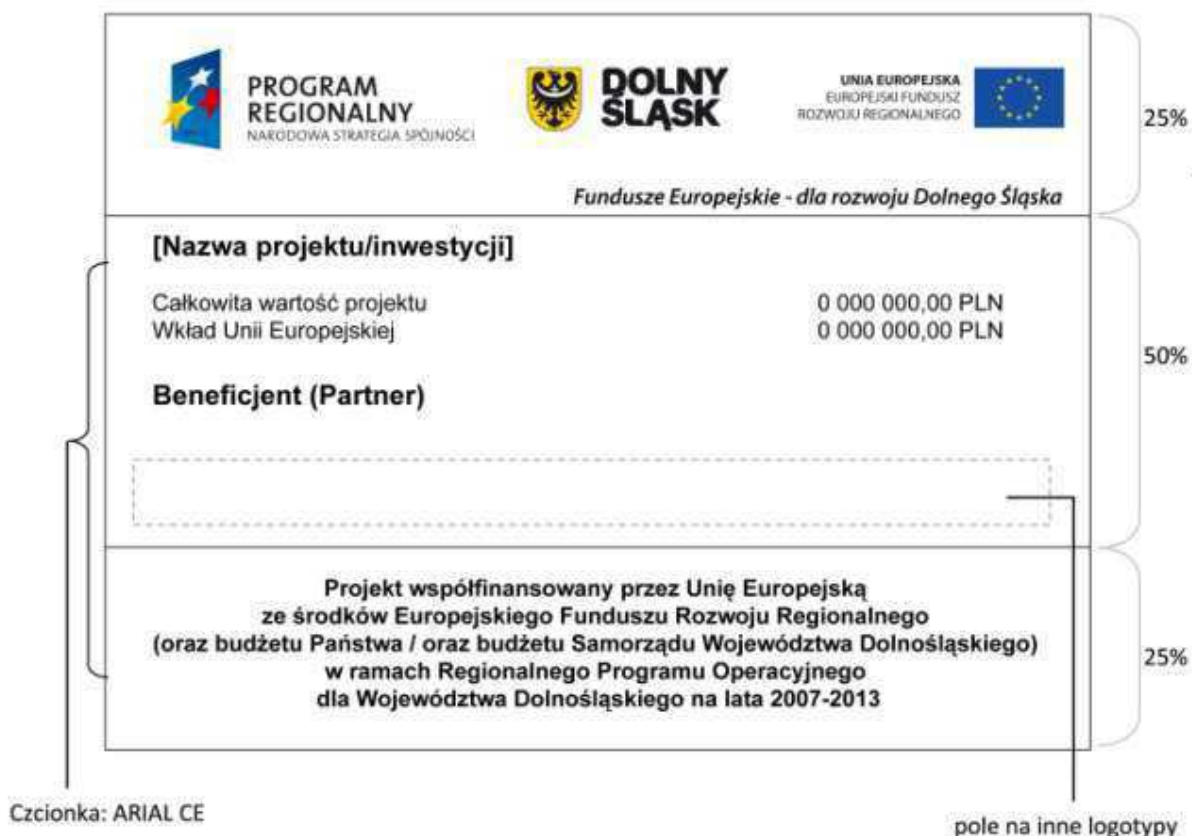 PROGRAM
REGIONALNY
NARODOWA STRATEGIA SPÓJNOŚCI
DOLNY
ŚLĄSK
UNIA EUROPEJSKA
EUROPEJSKI FUNDUSZ
ROZWOJU REGIONALNEGO
25%
Fundusze Europejskie - dla rozwoju Dolnego Śląska
[Nazwa projektu/inwestycji]
Całkowita wartość projektu 0 000 000,00 PLN
Wkład Unii Europejskiej 0 000 000,00 PLN
50%
Beneficjent (Partner)
Projekt współfinansowany przez Unię Europejską
ze środków Europejskiego Funduszu Rozwoju Regionalnego
(oraz budżetu Państwa / oraz budżetu Samorządu Województwa Dolnośląskiego)
w ramach Regionalnego Programu Operacyjnego
dla Województwa Dolnośląskiego na lata 2007-2013
25%
Czcionka: ARIAL CE
pole na inne logotypy